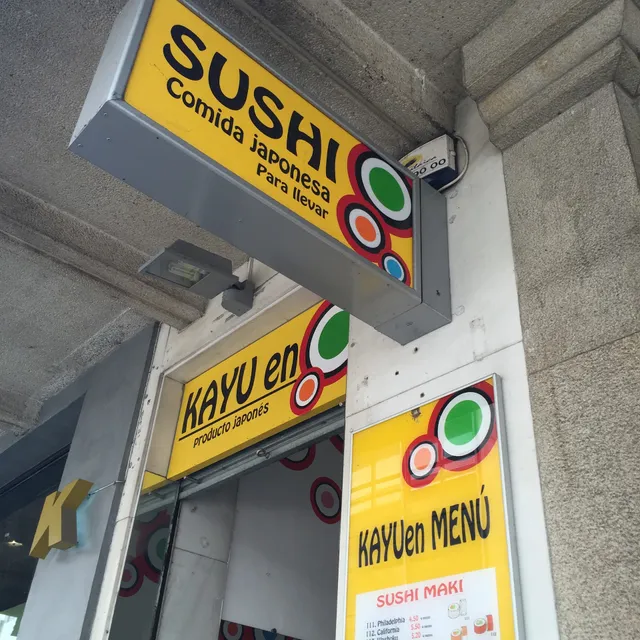 SUSHI
Comida japonesa
Para llevar
KAYU en
producto japonés
K
KAYUen MENÚ
SUSHI MAKI
111. Philadelphia
112. California